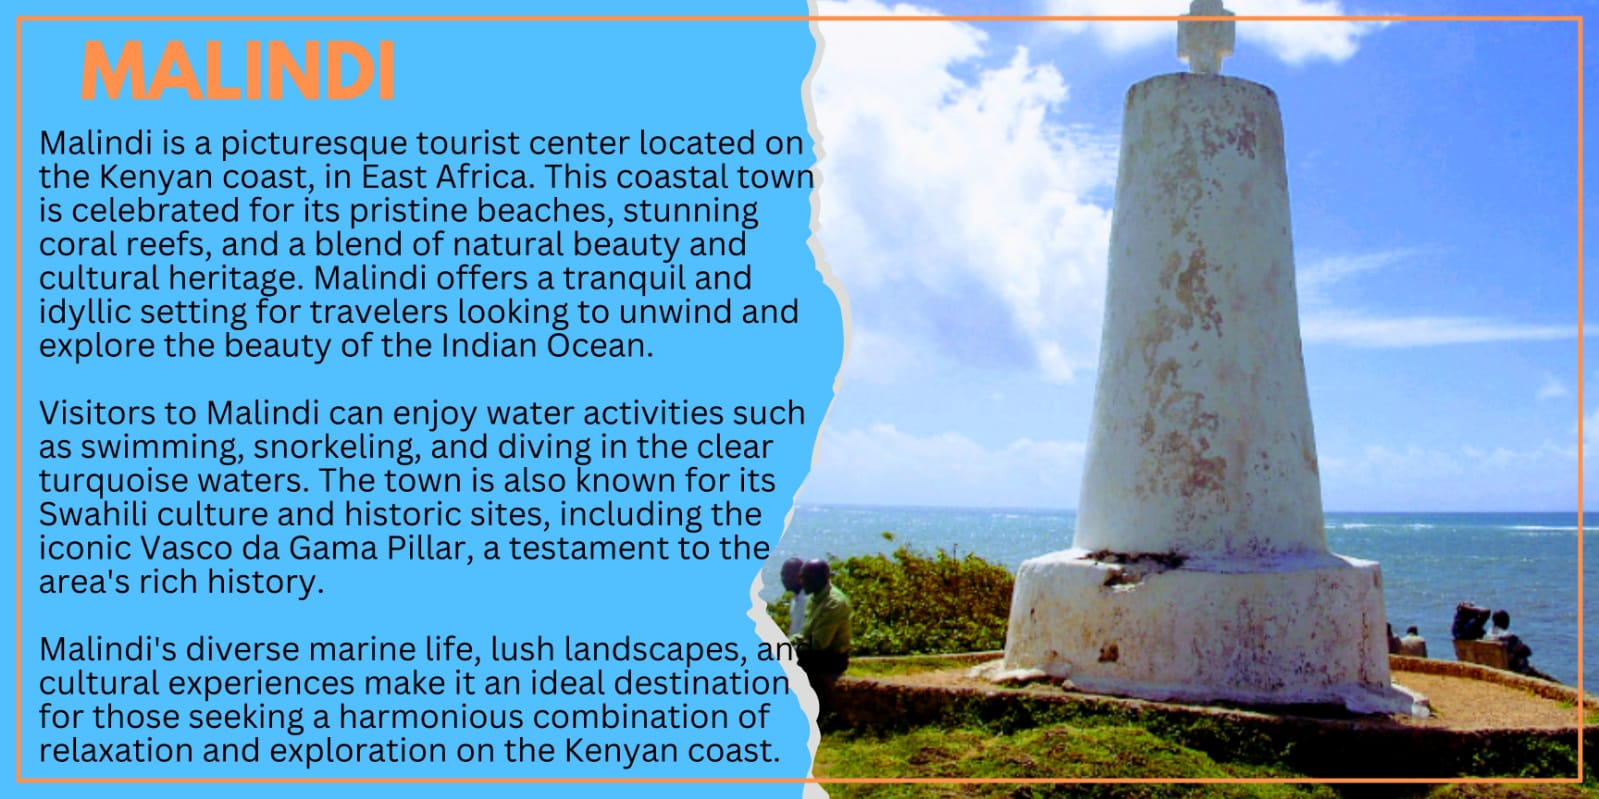 MALINDI
Malindi is a picturesque tourist center located on
the Kenyan coast, in East Africa. This coastal town
is celebrated for its pristine beaches, stunning
coral reefs, and a blend of natural beauty and
cultural heritage. Malindi offers a tranquil and
idyllic setting for travelers looking to unwind and
explore the beauty of the Indian Ocean.
Visitors to Malindi can enjoy water activities such
as swimming, snorkeling, and diving in the clear
turquoise waters. The town is also known for its
Swahili culture and historic sites, including the
iconic Vasco da Gama Pillar, a testament to the
area's rich history.
Malindi's diverse marine life, lush landscapes, and
cultural experiences make it an ideal destination
for those seeking a harmonious combination of
relaxation and exploration on the Kenyan coast.